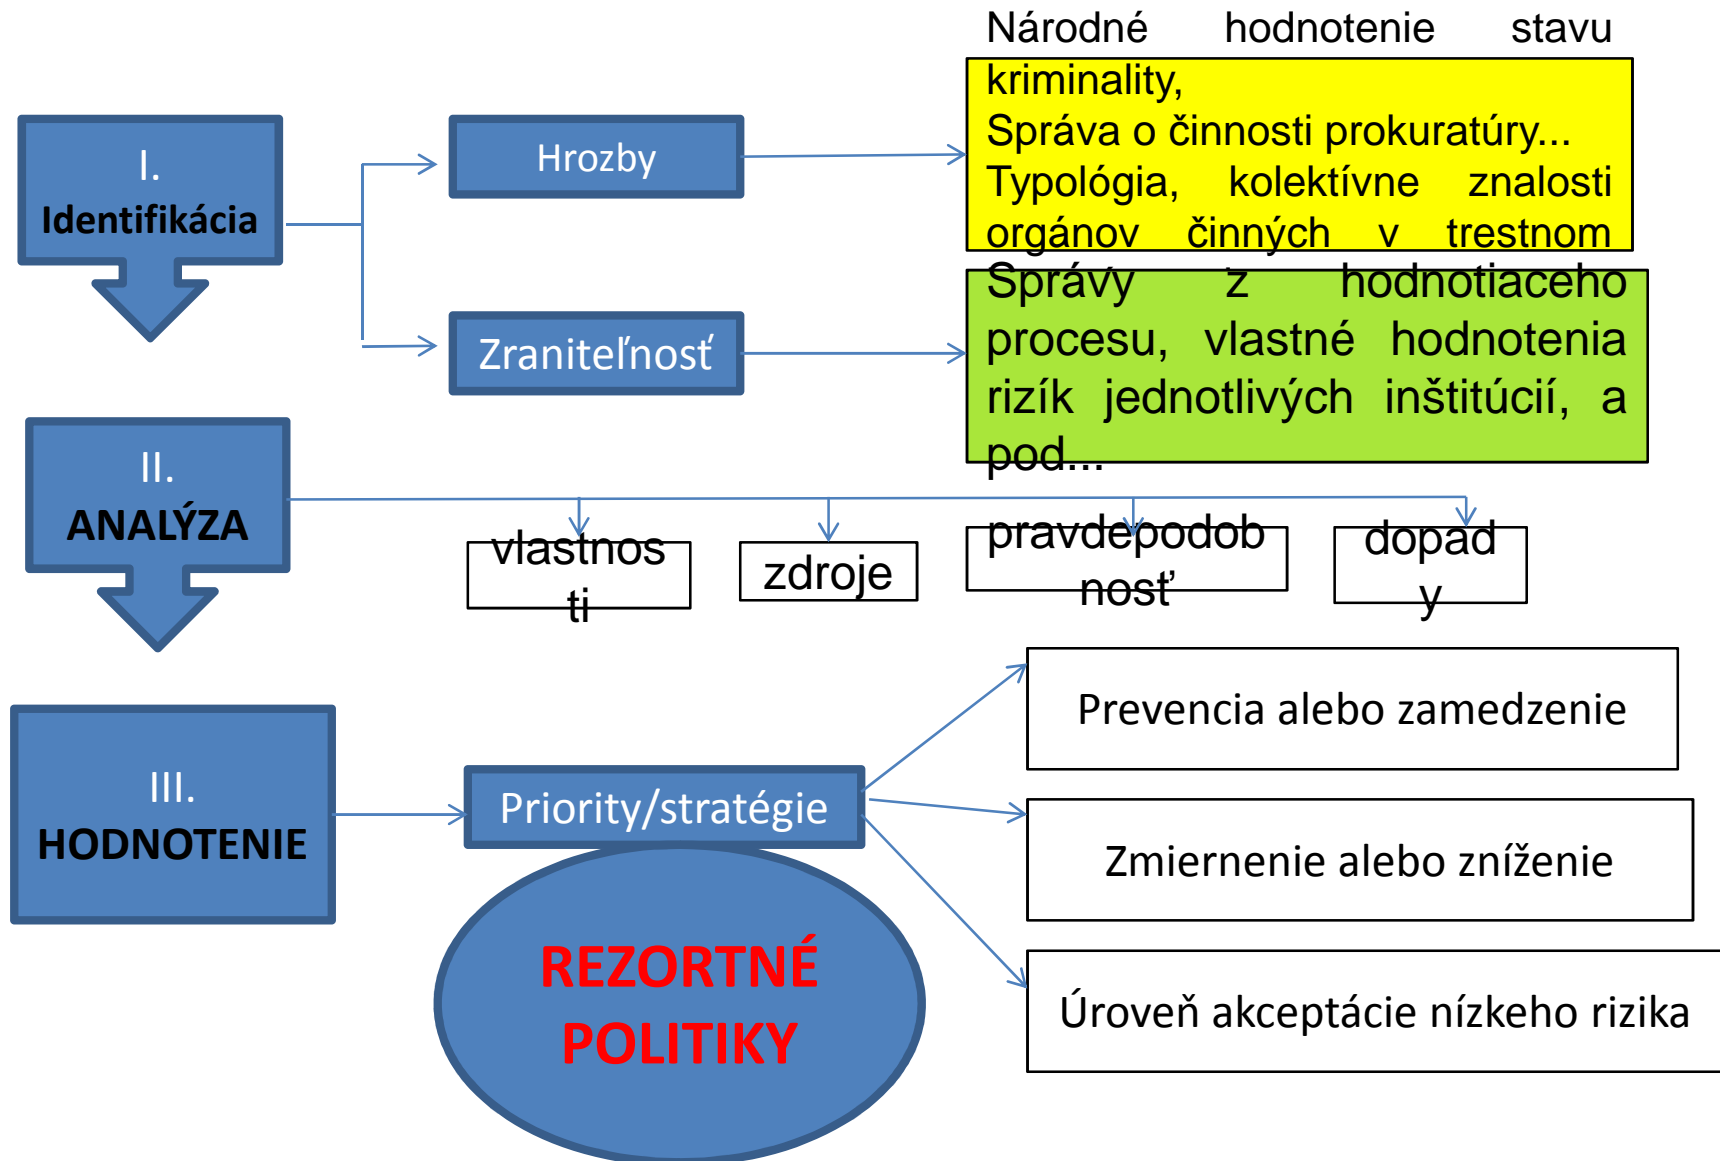 I.
Identifikácia
Hrozby
Národné hodnotenie stavu
kriminality,
Správa o činnosti prokuratúry...
Typológia, kolektívne znalosti
orgánov činných v trestnom
Zraniteľnosť
Správy z hodnotiaceho
procesu, vlastné hodnotenia
rizík jednotlivých inštitúcií, a
pod...
II.
ANALÝZA
vlastnos
ti
zdroje
pravdepodob
nosť
dopad
y
III.
HODNOTENIE
Priority/stratégie
Prevencia alebo zamedzenie
Zmiernenie alebo zníženie
Úroveň akceptácie nízkeho rizika
REZORTNÉ
POLITIKY